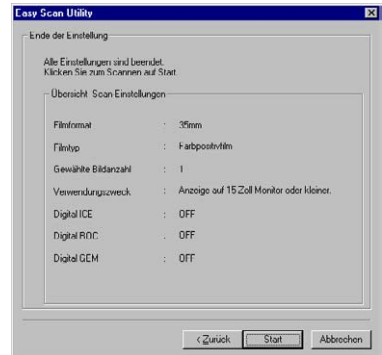 Easy Scan Utility
Ende der Einstellung
Alle Einstellungen sind beendet.
Klicken Sie zum Scannen auf Start.
Übersicht Scan Einstellungen
Filmformat : 35mm
Filmtyp : Farbpositivfilm
Gewählte Bildanzahl : 1
Verwendungszweck : Anzeige auf 15 Zoll Monitor oder kleiner.
Digital ICE : OFF
Digital ROC : OFF
Digital GEM : OFF
< Zurück Start Abbrechen